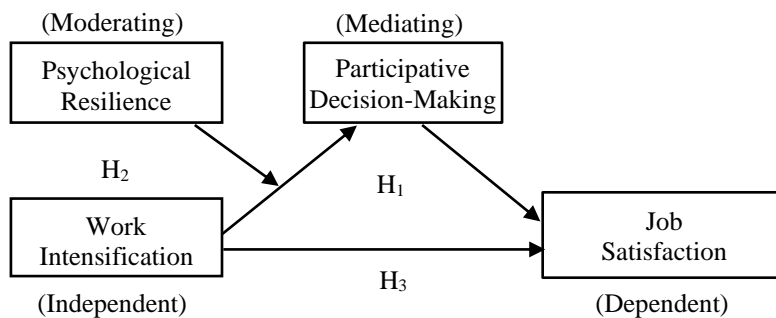 (Moderating)
(Mediating)
Psychological
Resilience
Participative
Decision-Making
H2
H1
Work
Intensification
Job
Satisfaction
H3
(Independent)
(Dependent)